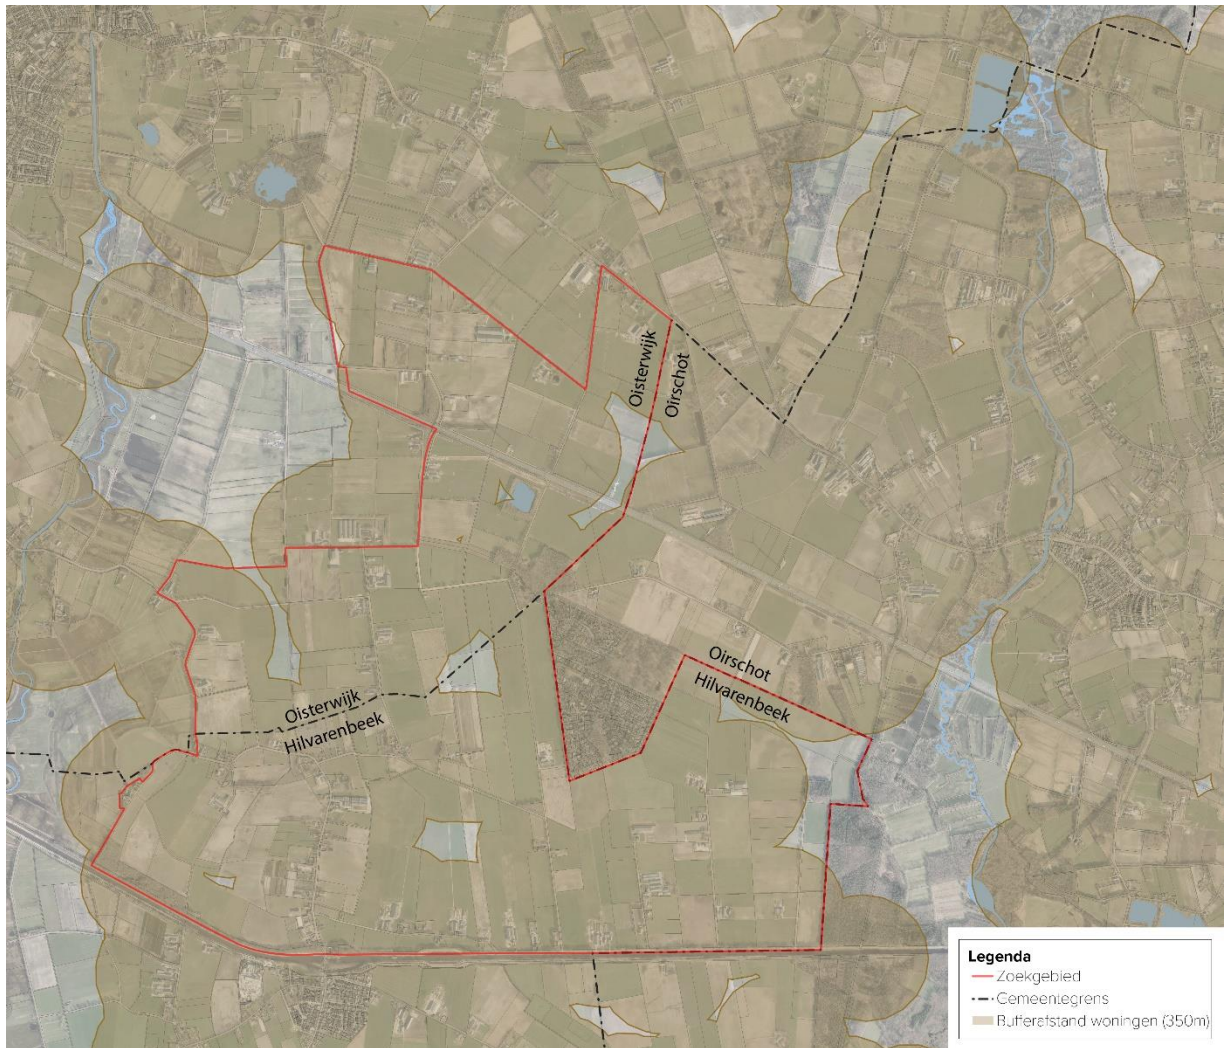 Oisterwijk
Oirschot
Oirschot
Hilvarenbeek
Oisterwijk
Hilvarenbeek
Legenda
Zoekgebied
Gemeentegrens
Bufferafstand woningen (350m)